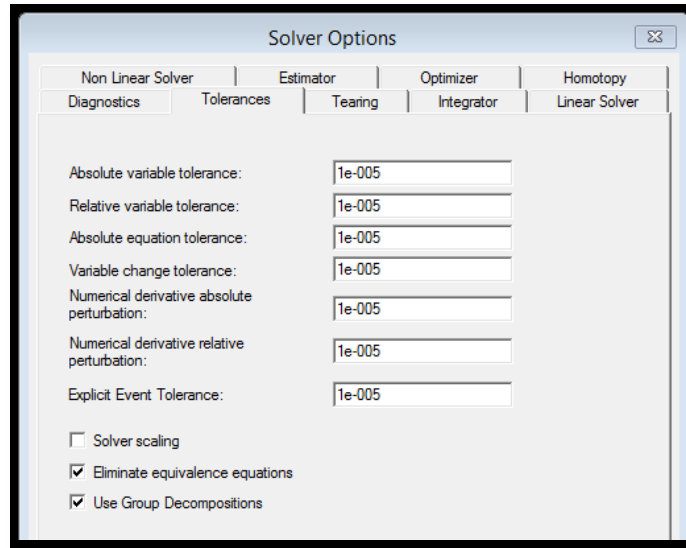 Solver Options
Non Linear Solver
Estimator
Optimizer
Homotopy
Diagnostics
Tolerances
Tearing
Integrator
Linear Solver
Absolute variable tolerance: 1e-005
Relative variable tolerance: 1e-005
Absolute equation tolerance: 1e-005
Variable change tolerance: 1e-005
Numerical derivative absolute
perturbation: 1e-005
Numerical derivative relative
perturbation: 1e-005
Explicit Event Tolerance: 1e-005
Solver scaling
Eliminate equivalence equations
Use Group Decompositions